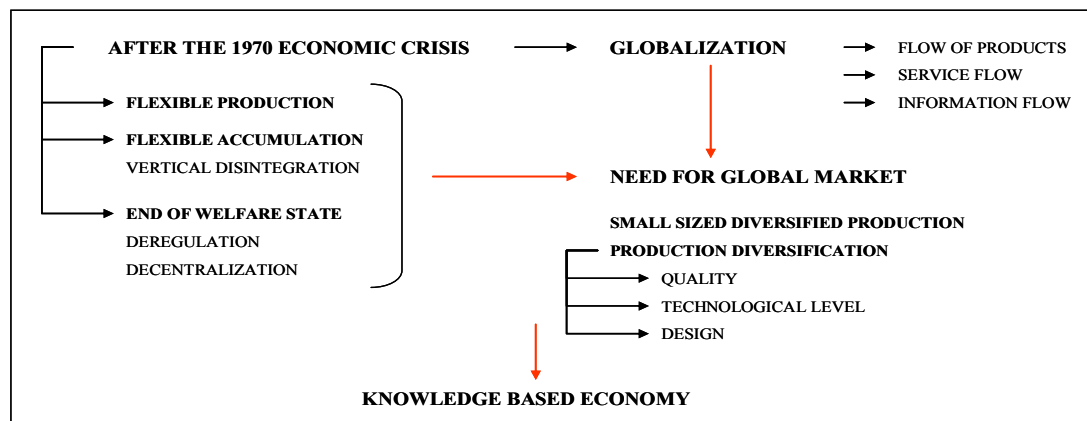 AFTER THE 1970 ECONOMIC CRISIS
GLOBALIZATION
FLOW OF PRODUCTS
SERVICE FLOW
INFORMATION FLOW
FLEXIBLE PRODUCTION
FLEXIBLE ACCUMULATION
VERTICAL DISINTEGRATION
END OF WELFARE STATE
DEREGULATION
DECENTRALIZATION
NEED FOR GLOBAL MARKET
SMALL SIZED DIVERSIFIED PRODUCTION
PRODUCTION DIVERSIFICATION
QUALITY
TECHNOLOGICAL LEVEL
DESIGN
KNOWLEDGE BASED ECONOMY